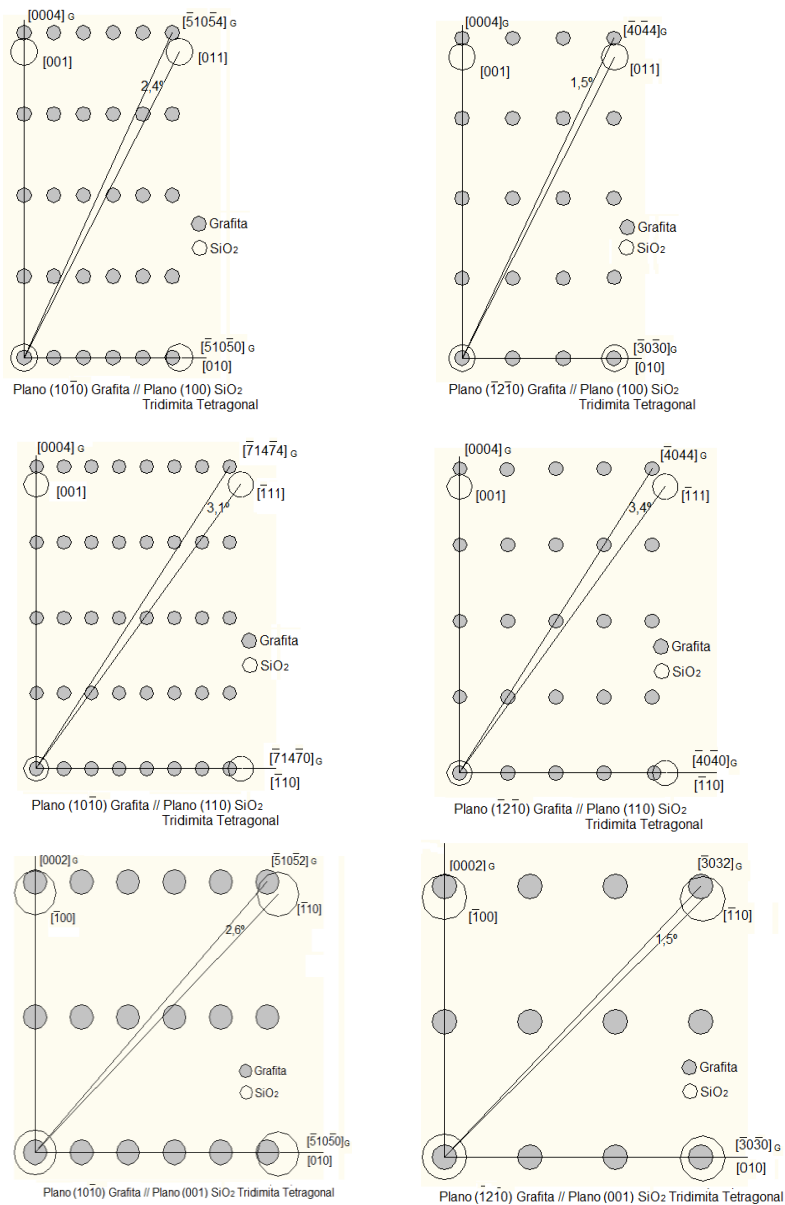 [0004] G
[5̅105̅4] G
[001]
[011]
2,4º
Grafita
SiO₂
[5̅105̅0] G
[010]
Plano (101̅0) Grafita // Plano (100) SiO₂
Tridimita Tetragonal
[0004]G
[4̅04̅4]G
[001]
[011]
1,5º
Grafita
SiO₂
[3̅03̅0]G
[010]
Plano (1̅21̅0) Grafita // Plano (100) SiO₂
Tridimita Tetragonal
[0004] G
[7̅147̅4] G
[001]
[1̅11]
3,1º
Grafita
SiO₂
[7̅147̅0]G
[1̅10]
Plano (101̅0) Grafita // Plano (110) SiO₂
Tridimita Tetragonal
[0004] G
[4̅044] G
[001]
[1̅11]
3,4º
Grafita
SiO₂
[4̅04̅0]G
[1̅10]
Plano (1̅21̅0) Grafita // Plano (110) SiO₂
Tridimita Tetragonal
[0002] G
[5̅105̅2] G
[1̅00]
[1̅10]
2,6º
Grafita
SiO₂
[5̅105̅0]G
[010]
Plano (101̅0) Grafita // Plano (001) SiO₂ Tridimita Tetragonal
[0002] G
[3̅032] G
[1̅00]
[1̅10]
1,5º
Grafita
SiO₂
[3̅03̅0]G
[010]
Plano (1̅21̅0) Grafita // Plano (001) SiO₂ Tridimita Tetragonal